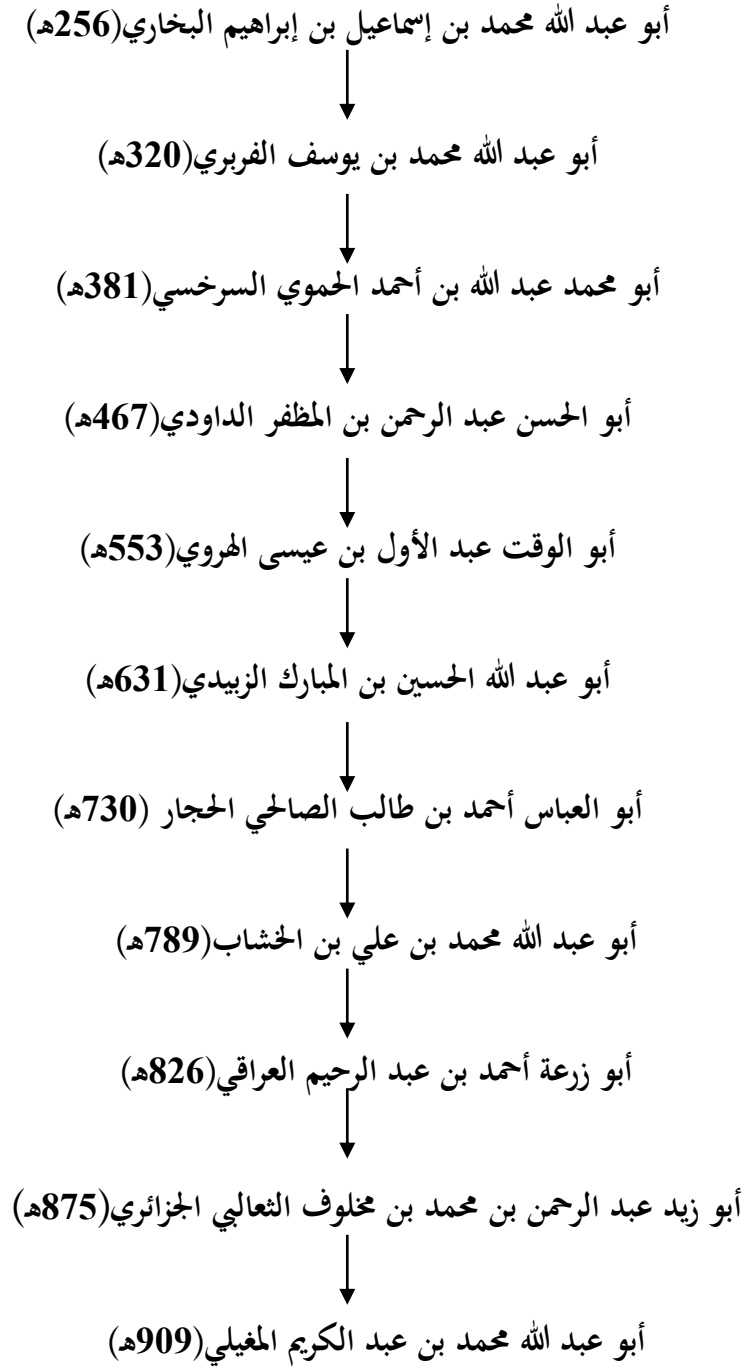 أبو عبد الله محمد بن إسماعيل بن إبراهيم البخاري(256هـ)
أبو عبد الله محمد بن يوسف الفربري(320هـ)
أبو محمد عبد الله بن أحمد الحموي السرخسي(381هـ)
أبو الحسن عبد الرحمن بن المظفر الداودي(467هـ)
أبو الوقت عبد الأول بن عيسى الهروي(553هـ)
أبو عبد الله الحسين بن المبارك الزبيدي(631هـ)
أبو العباس أحمد بن طالب الصالحي الحجار (730هـ)
أبو عبد الله محمد بن علي بن الخشاب(789هـ)
أبو زرعة أحمد بن عبد الرحيم العراقي(826هـ)
أبو زيد عبد الرحمن بن محمد بن مخلوف الثعالبي الجزائري(875هـ)
أبو عبد الله محمد بن عبد الكريم المغيلي(909هـ)